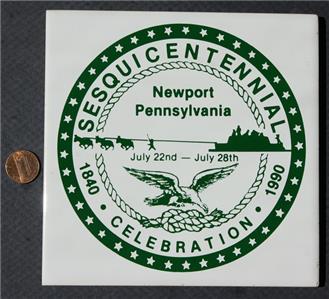 SESQUICENTENNIAL
Newport
Pennsylvania
July 22nd — July 28th
1840 • CELEBRATION • 1990